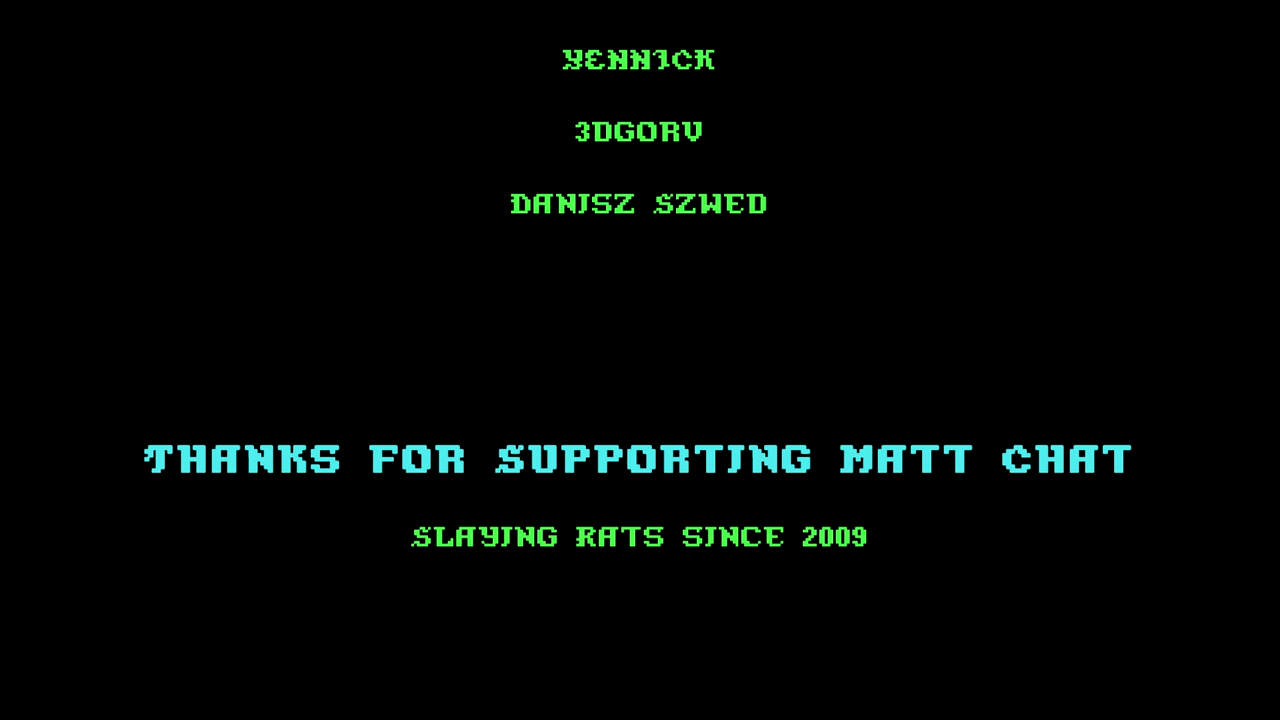 YENNICK
3DGORV
DANISZ SZWED
THANKS FOR SUPPORTING MATT CHAT
SLAYING RATS SINCE 2009